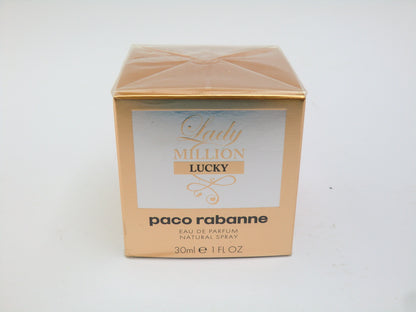 Lady
MILLION
LUCKY
paco rabanne
EAU DE PARFUM
NATURAL SPRAY
30ml ℮ 1 FL OZ